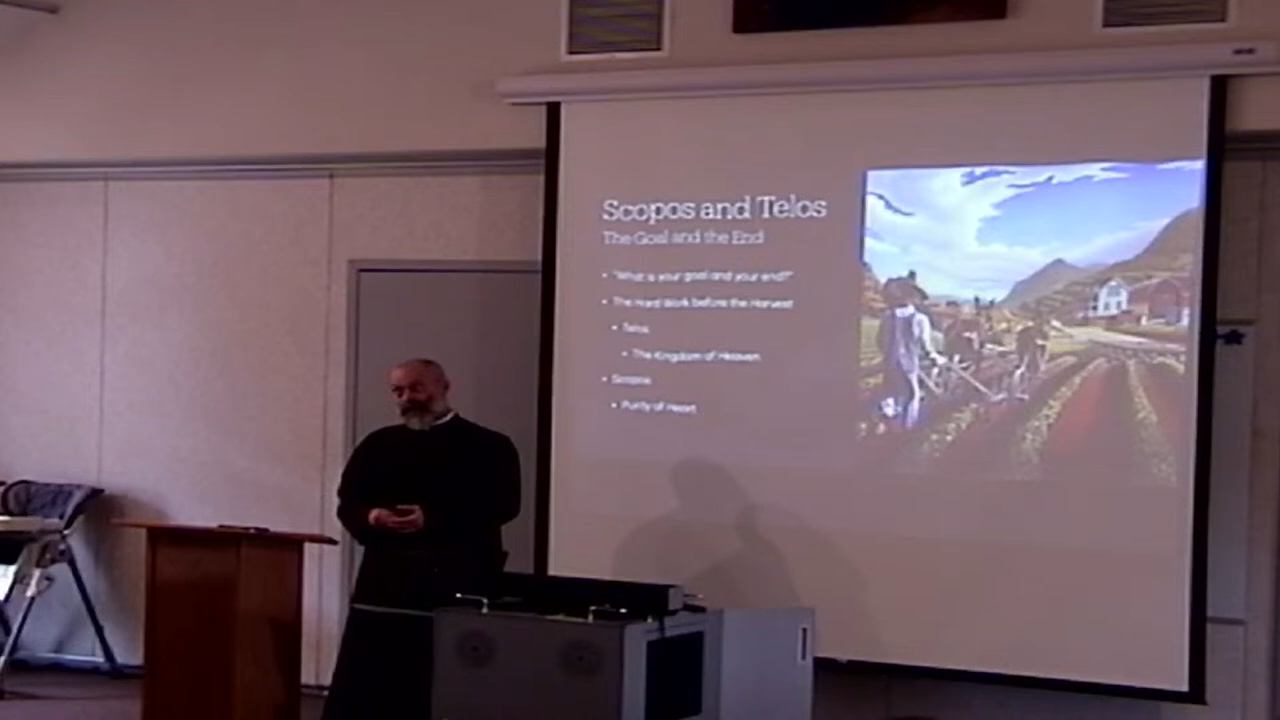 Scopos and Telos
The Goal and the End
• "What is your goal and your end?"
• The Hard Work before the Harvest
• Telos
• The Kingdom of Heaven
• Scopos
• Purity of Heart